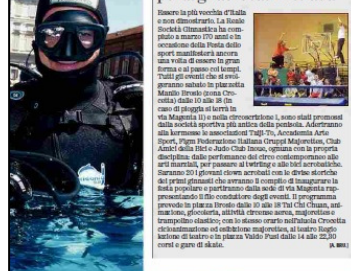 Essere la più vecchia d'Italia
e non dimostrarlo. La Reale
Società Ginnastica ha com-
piuto a marzo 170 anni e in
occasione della Festa dello
sport manifesterà ancora
una volta di essere in gran
forma e al passo coi tempi.
Tutti gli eventi che si svol-
geranno sabato in piazzetta
Manlio Brosio (zona Cro-
cetta) dalle 10 alle 18 (in
caso di pioggia si terrà in
via Magenta 11) e nella circoscrizione 1, sono stati promossi
dalla società sportiva più antica della penisola. Aderiranno
alla kermesse le associazioni Taiji-To, Accademia Arte
Sport, Figm Federazione Italiana Gruppi Majorettes, Club
Amici della Bici e Judo Club Inoue, ognuna con la propria
disciplina: dalle perfomance del circo contemporaneo alle
arti marziali, per passare al twirling e alle bici acrobatiche.
Saranno 20 i giovani clown acrobati con le divise storiche
dei primi ginnasti che avranno il compito di inaugurare la
festa popolare e partiranno dalla sede di via Magenta rap-
presentando il filo conduttore degli eventi. Il programma
prevede in piazza Brosio dalle 10 alle 18 Tai Chi Chuan, ani-
mazione, giocoleria, attività circense aerea, majorettes e
trampolino elastico; con lo stesso orario nell'aiuola Crocetta
cicloanimazione ed esibizione majorettes, al teatro Regio
lezione di teatro e in piazza Valdo Fusi dalle 14 alle 22,30
corsi e gare di skate.